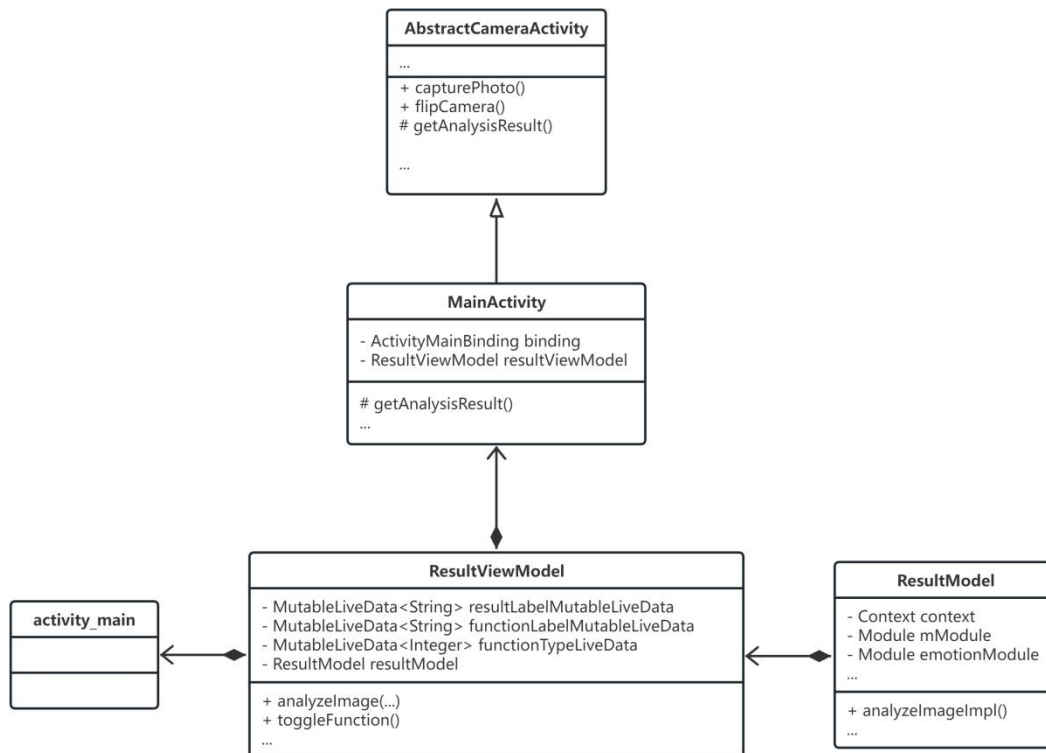 AbstractCameraActivity
...
+ capturePhoto()
+ flipCamera()
# getAnalysisResult()
...
MainActivity
- ActivityMainBinding binding
- ResultViewModel resultViewModel
# getAnalysisResult()
...
activity_main
ResultViewModel
- MutableLiveData<String> resultLabelMutableLiveData
- MutableLiveData<String> functionLabelMutableLiveData
- MutableLiveData<Integer> functionTypeLiveData
- ResultModel resultModel
+ analyzeImage(...)
+ toggleFunction()
...
ResultModel
- Context context
- Module mModule
- Module emotionModule
...
+ analyzeImageImpl()
...